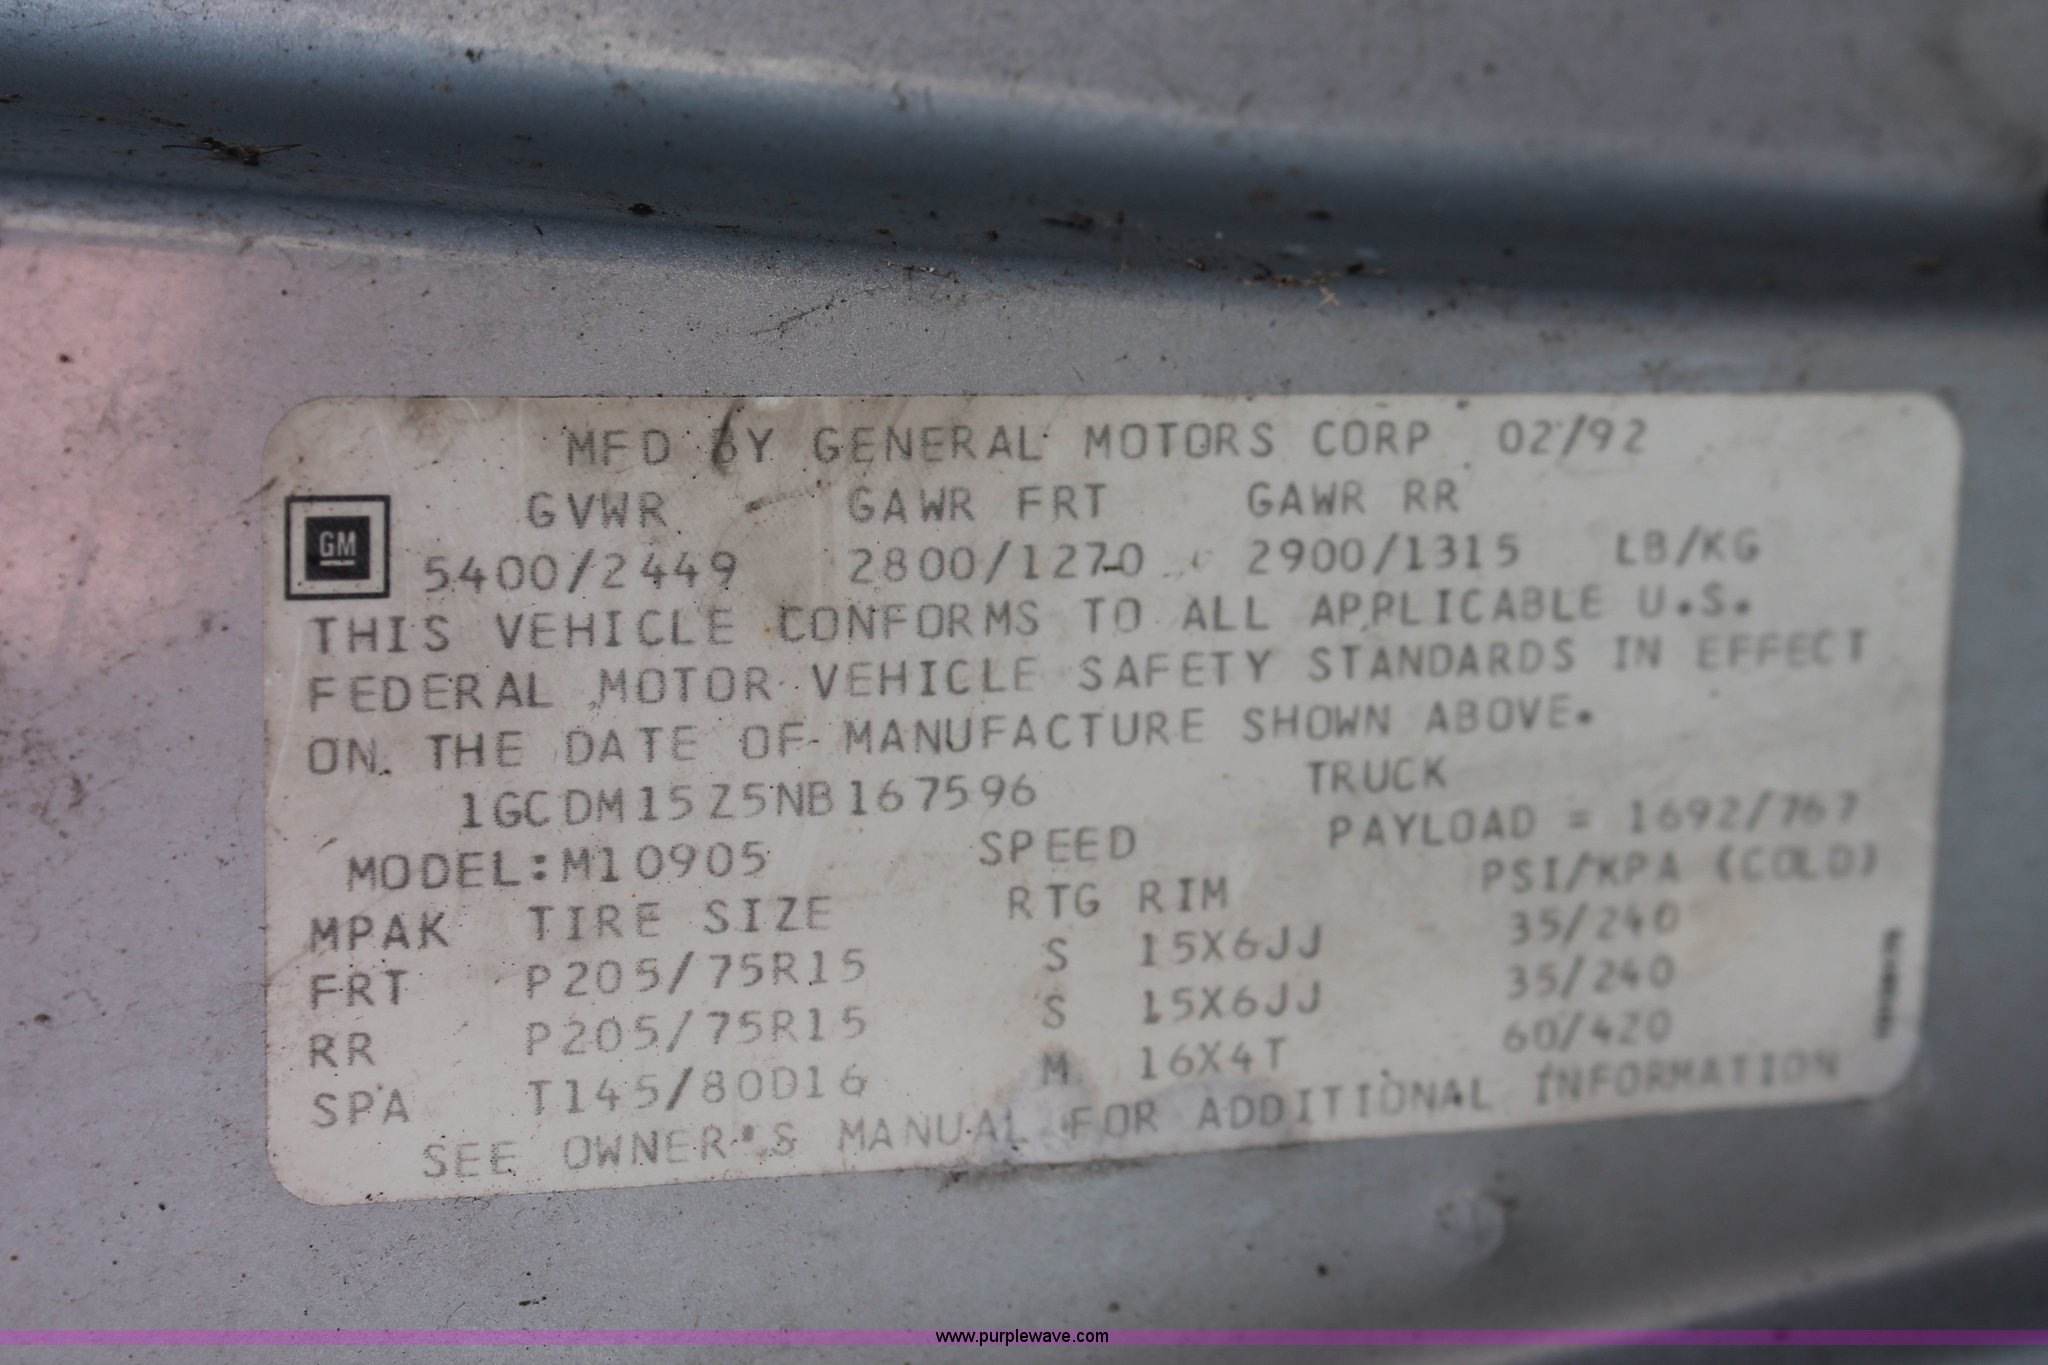 MFD BY GENERAL MOTORS CORP 02/92
GVWR GAWR FRT GAWR RR
GM
5400/2449 2800/1270 2900/1315 LB/KG
THIS VEHICLE CONFORMS TO ALL APPLICABLE U.S.
FEDERAL MOTOR VEHICLE SAFETY STANDARDS IN EFFECT
ON THE DATE OF MANUFACTURE SHOWN ABOVE.
1GCDM15Z5NB167596 TRUCK
MODEL:M10905 SPEED PAYLOAD = 1692/767
MPAK TIRE SIZE RTG RIM PSI/KPA (COLD)
FRT P205/75R15 S 15X6JJ 35/240
RR P205/75R15 S 15X6JJ 35/240
SPA T145/80D16 M 16X4T 60/420
SEE OWNER'S MANUAL FOR ADDITIONAL INFORMATION
www.purplewave.com